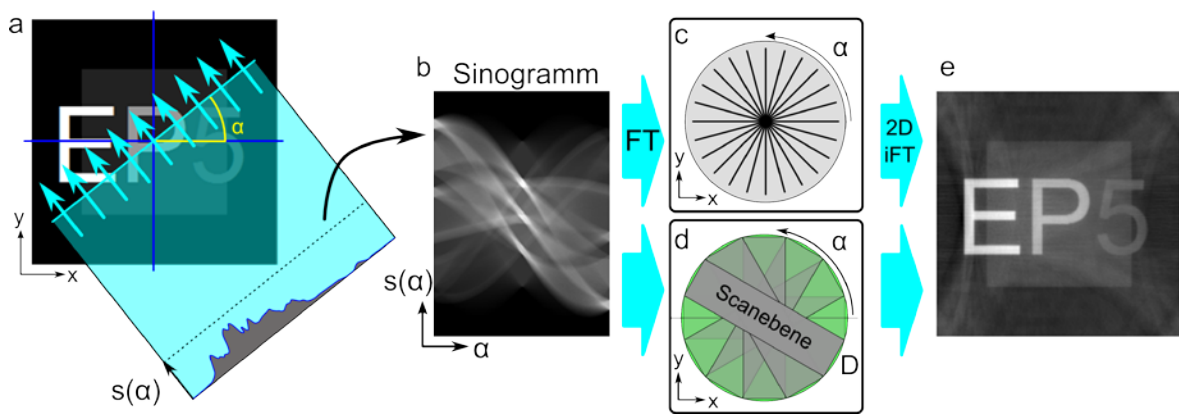 a
EP5
α
y
x
s(α)
b
Sinogramm
s(α)
α
FT
c
α
y
x
d
α
Scanebene
D
y
x
2D
iFT
e
EP5